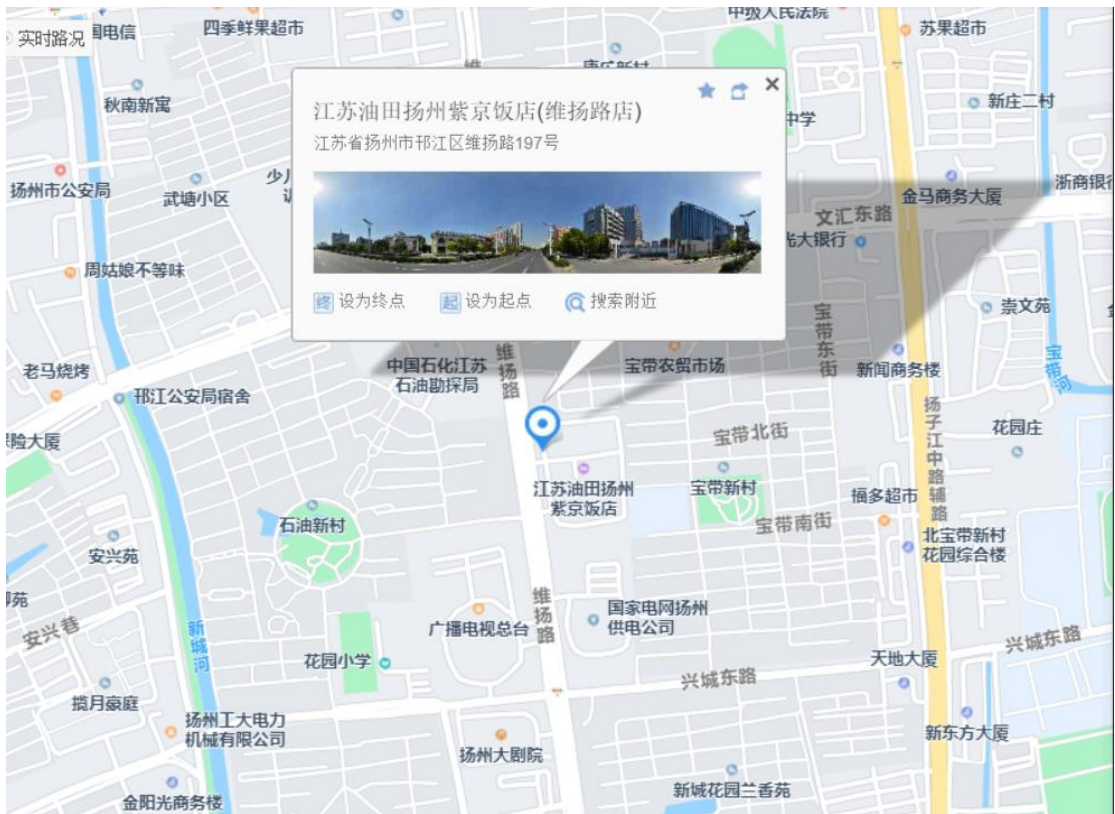 中级人民法院
实时路况
国电信
四季鲜果超市
苏果超市
康乐新村
秋南新寓
江苏油田扬州紫京饭店(维扬路店)
江苏省扬州市邗江区维扬路197号
新庄二村
中学
扬州市公安局
武塘小区
少儿
金马商务大厦
浙商银行
文汇东路
光大银行
周姑娘不等味
设为终点
设为起点
搜索附近
崇文苑
宝带东街
老马烧烤
中国石化江苏
石油勘探局
维扬路
宝带农贸市场
新闻商务楼
宝带河
邗江公安局宿舍
保险大厦
扬子江中路辅路
宝带北街
花园庄
江苏油田扬州
紫京饭店
宝带新村
福多超市
石油新村
宝带南街
北宝带新村
花园综合楼
安兴苑
维扬路
国家电网扬州
供电公司
安兴巷
新城河
广播电视总台
兴城东路
花园小学
天地大厦
兴城东路
揽月豪庭
扬州工大电力
机械有限公司
扬州大剧院
新东方大厦
金阳光商务楼
新城花园兰香苑